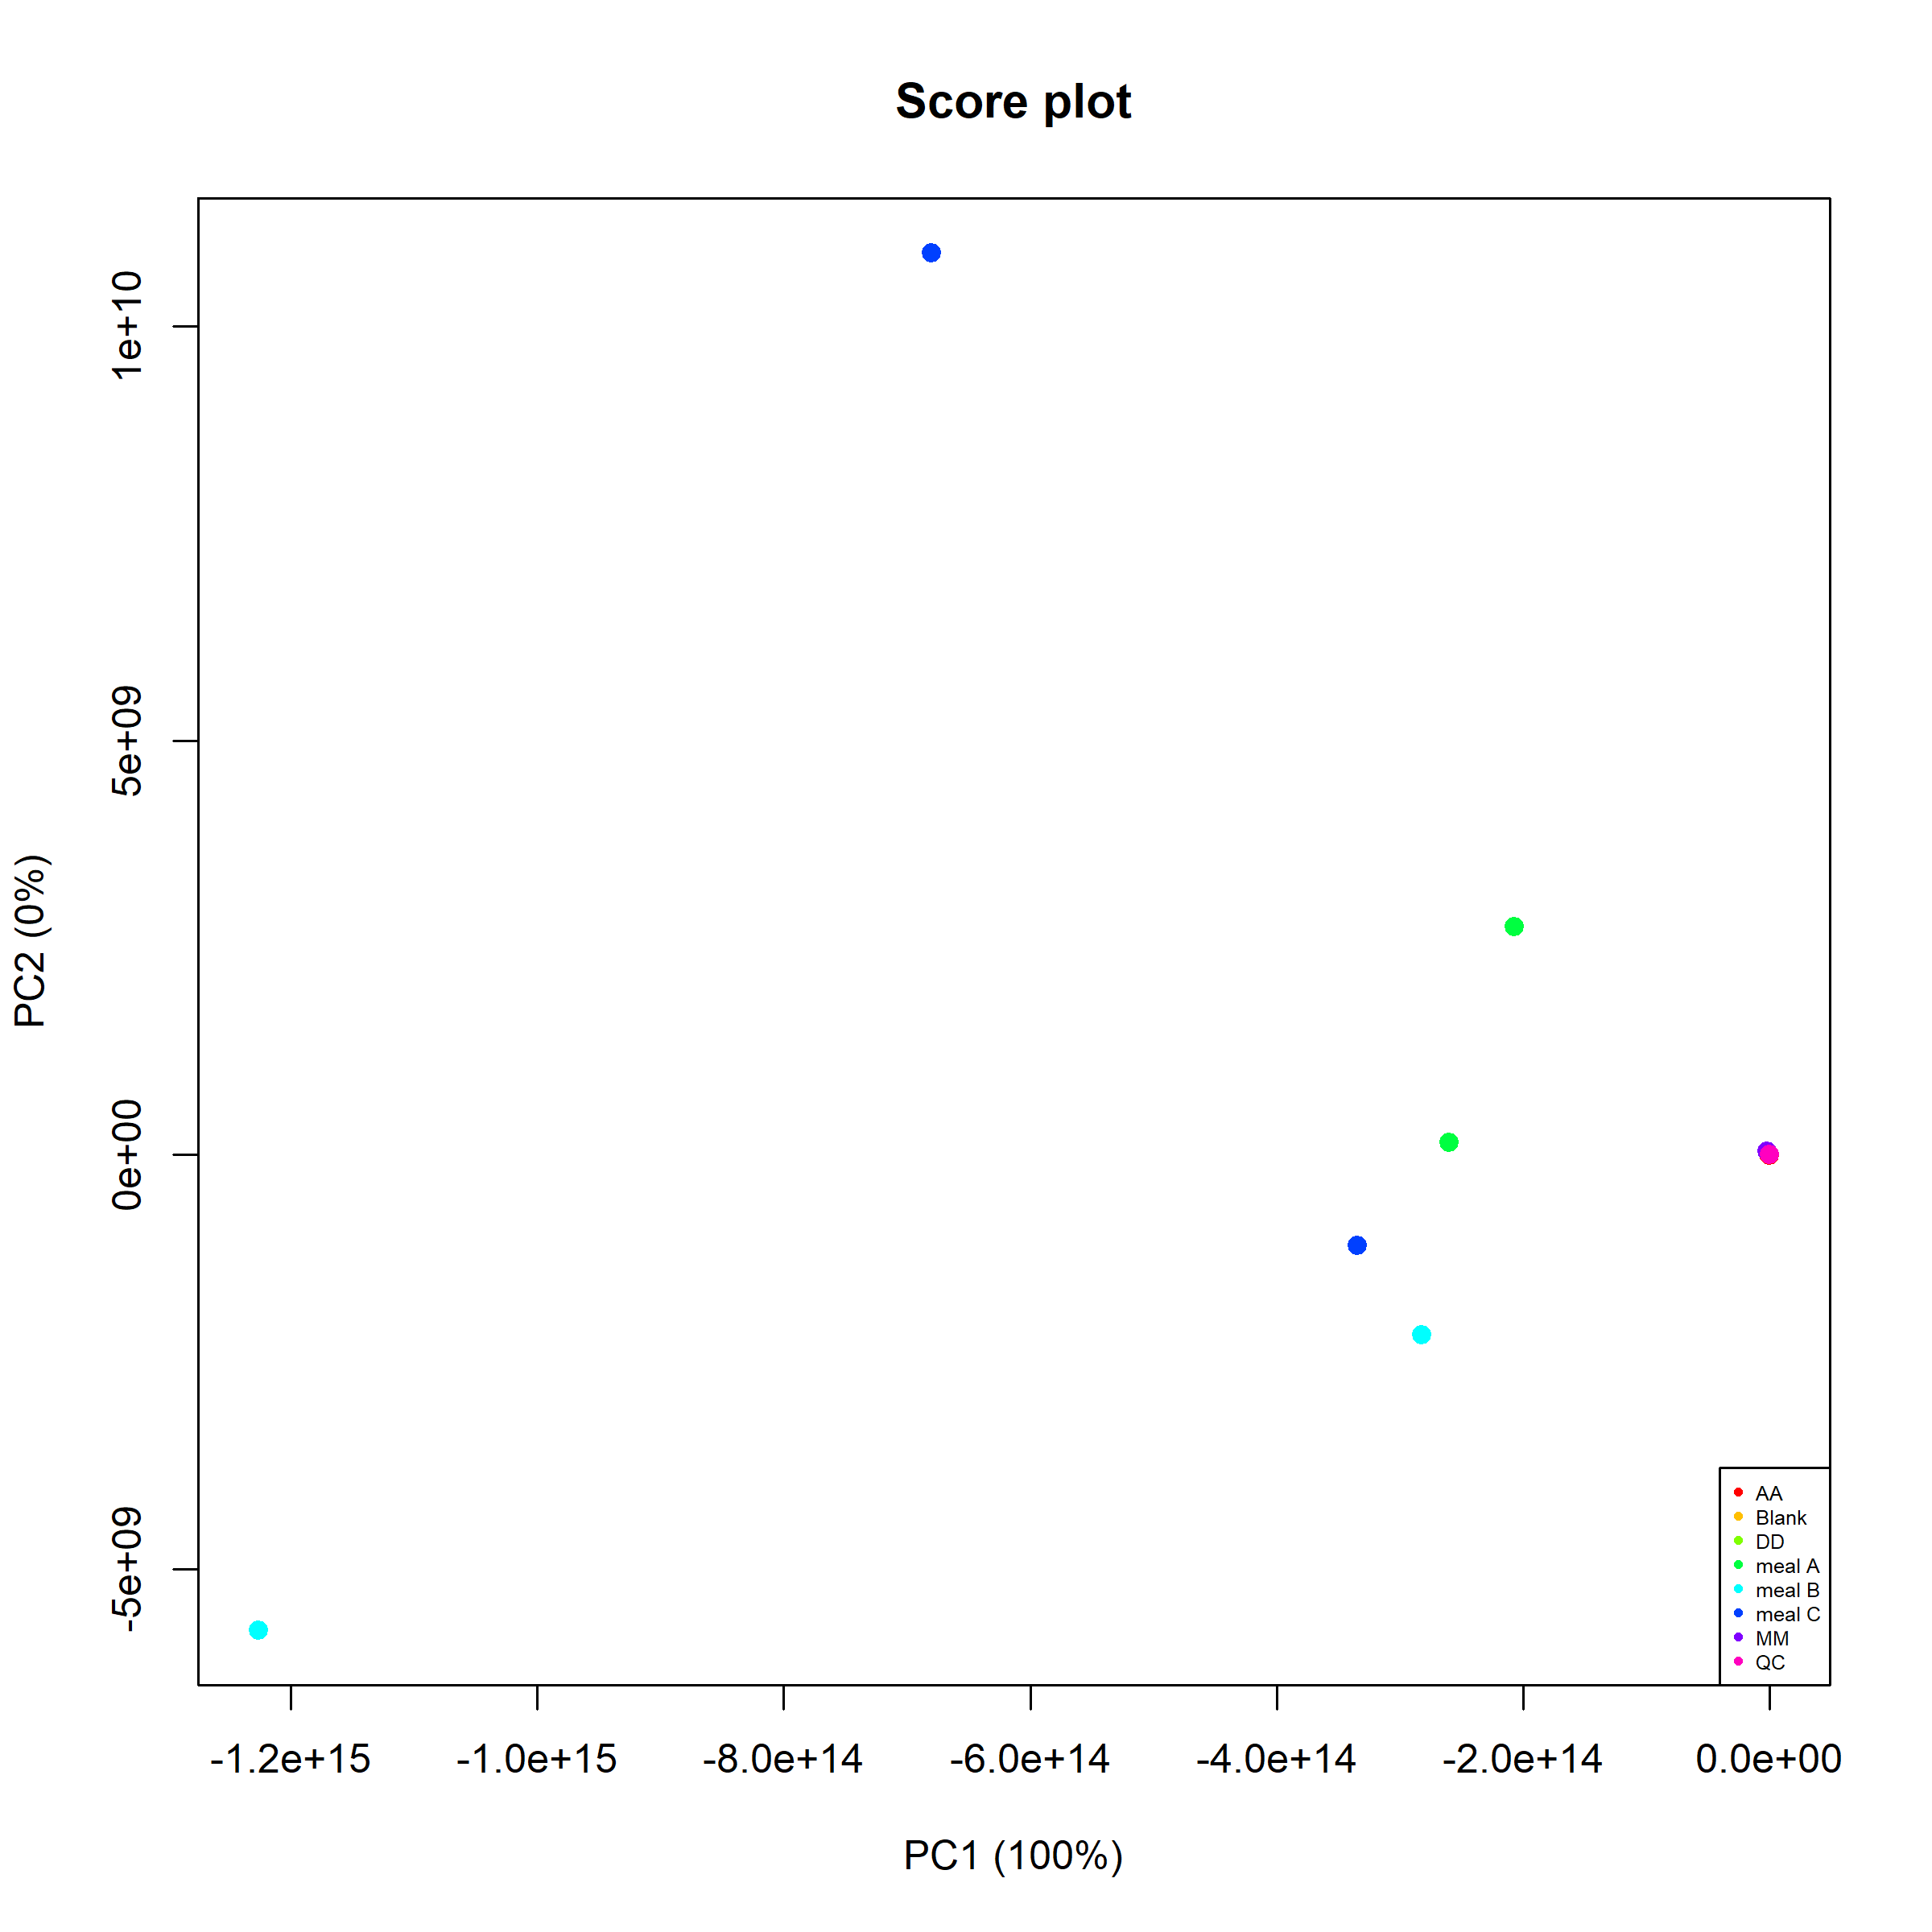 Score plot
1e+10
5e+09
0e+00
-5e+09
PC2 (0%)
AA
Blank
DD
meal A
meal B
meal C
MM
QC
-1.2e+15 -1.0e+15 -8.0e+14 -6.0e+14 -4.0e+14 -2.0e+14 0.0e+00
PC1 (100%)